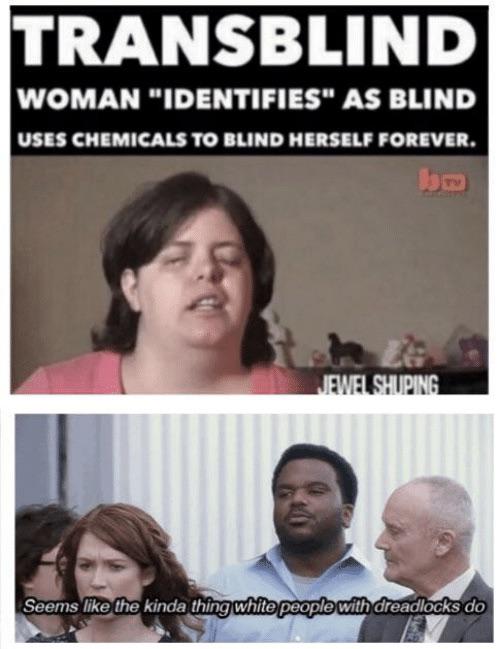 TRANSBLIND
WOMAN "IDENTIFIES" AS BLIND
USES CHEMICALS TO BLIND HERSELF FOREVER.
TV
JEWEL SHUPING
Seems like the kinda thing white people with dreadlocks do